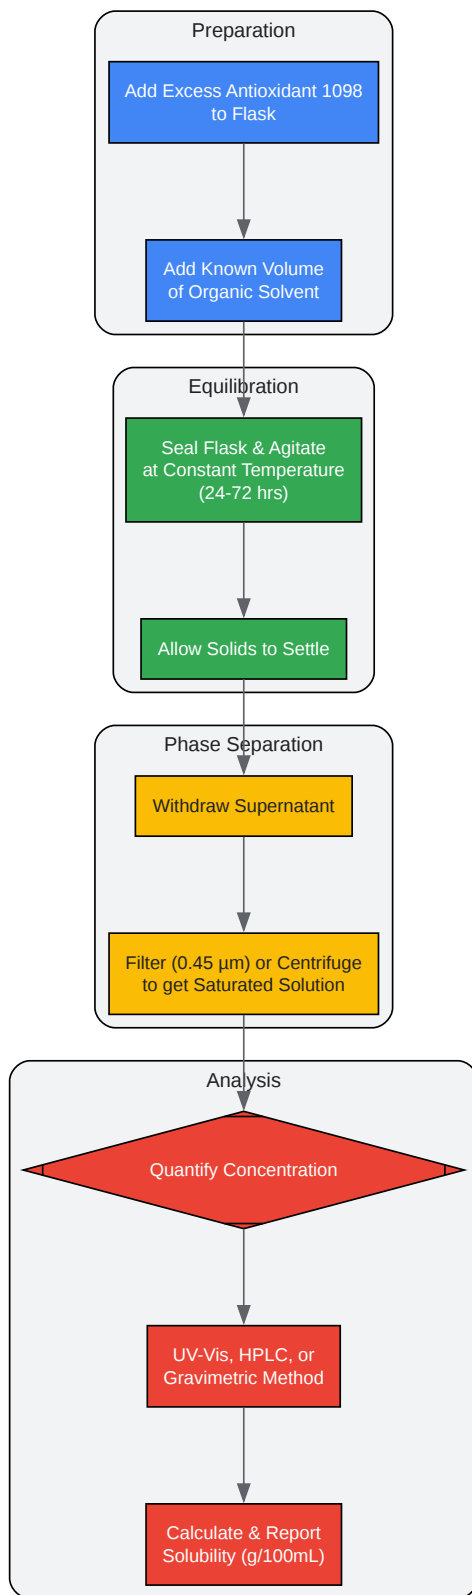 Preparation
Add Excess Antioxidant 1098
to Flask
Add Known Volume
of Organic Solvent
Equilibration
Seal Flask & Agitate
at Constant Temperature
(24-72 hrs)
Allow Solids to Settle
Phase Separation
Withdraw Supernatant
Filter (0.45 µm) or Centrifuge
to get Saturated Solution
Analysis
Quantify Concentration
UV-Vis, HPLC, or
Gravimetric Method
Calculate & Report
Solubility (g/100mL)